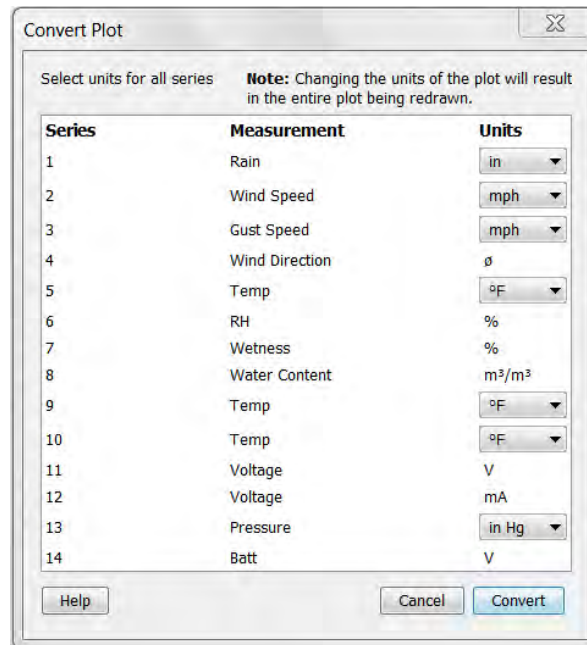 Convert Plot
Select units for all series
Note: Changing the units of the plot will result
in the entire plot being redrawn.
Series Measurement Units
1 Rain in
2 Wind Speed mph
3 Gust Speed mph
4 Wind Direction ø
5 Temp ºF
6 RH %
7 Wetness %
8 Water Content m³/m³
9 Temp ºF
10 Temp ºF
11 Voltage V
12 Voltage mA
13 Pressure in Hg
14 Batt V
Help Cancel Convert